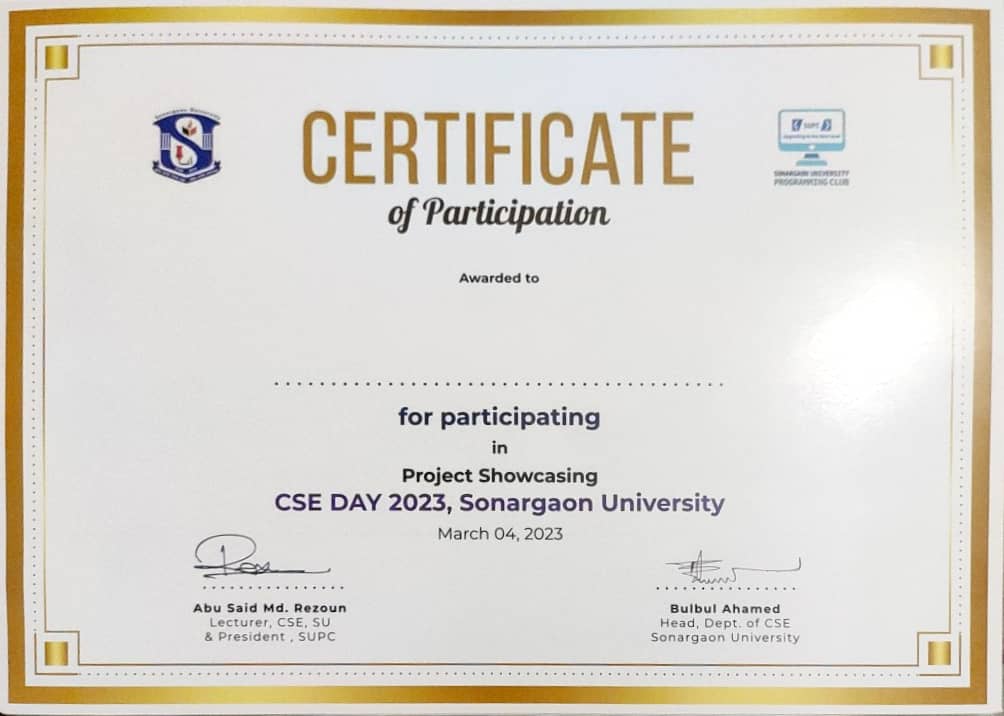 CERTIFICATE
of Participation
SUPC
SONARGAON UNIVERSITY
PROGRAMMING CLUB
Awarded to
for participating
in
Project Showcasing
CSE DAY 2023, Sonargaon University
March 04, 2023
Abu Said Md. Rezoun
Lecturer, CSE, SU
& President , SUPC
Bulbul Ahamed
Head, Dept. of CSE
Sonargaon University